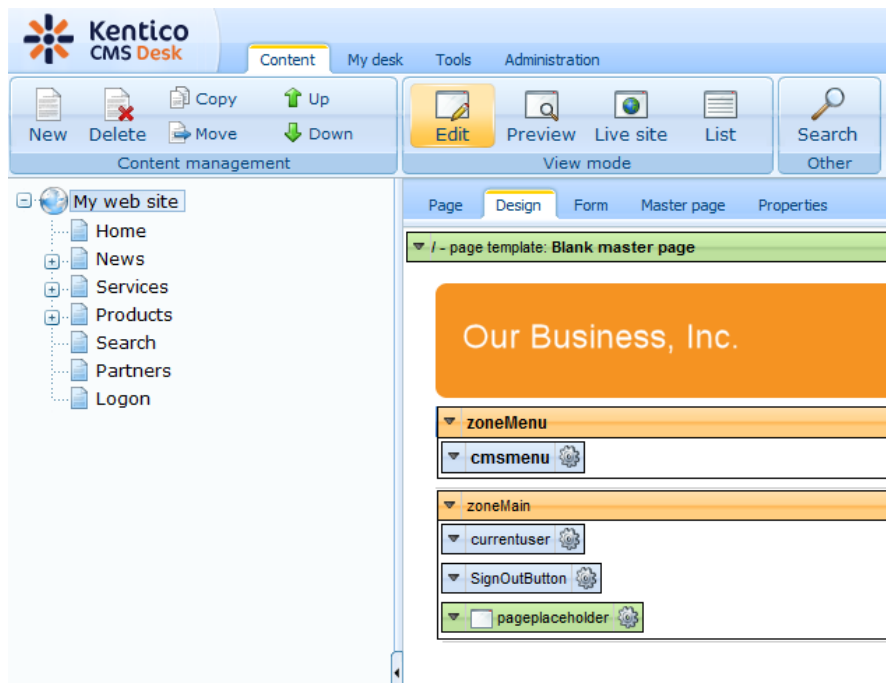 Kentico
CMS Desk
Content My desk Tools Administration
New Delete Copy Move Up Down
Content management
Edit Preview Live site List
View mode
Search
Other
My web site
Home
News
Services
Products
Search
Partners
Logon
Page Design Form Master page Properties
/ - page template: Blank master page
Our Business, Inc.
zoneMenu
cmsmenu
zoneMain
currentuser
SignOutButton
pageplaceholder